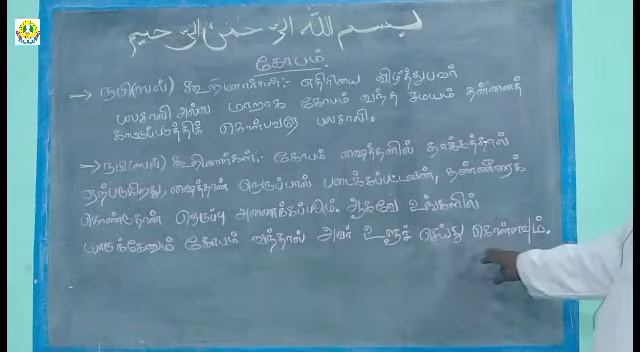 بسم الله الرحمن الرحيم
கோபம்.
→ நபி(ஸல்) கூறினார்கள்:- எதிரியை வீழ்த்துபவர்
பலசாலி அல்ல மாறாக கோபம் வந்த சமயம் தன்னைக்
காட்டுப்படுத்திக் கொள்பவரே பலசாலி.
→ நபி(ஸல்) கூறினார்கள்:- கோபம் ஷைத்தானின் தாக்கத்தால்
ஏற்படுகிறது, ஷைத்தான் நெருப்பால் படைக்கப்பட்டவன், தண்ணீரைக்
கொண்டுதான் நெருப்பு அணைக்கப்படும். ஆகவே உங்களில்
யாருக்கேனும் கோபம் வந்தால் அவர் உளூச் செய்து கொள்ளவும்.